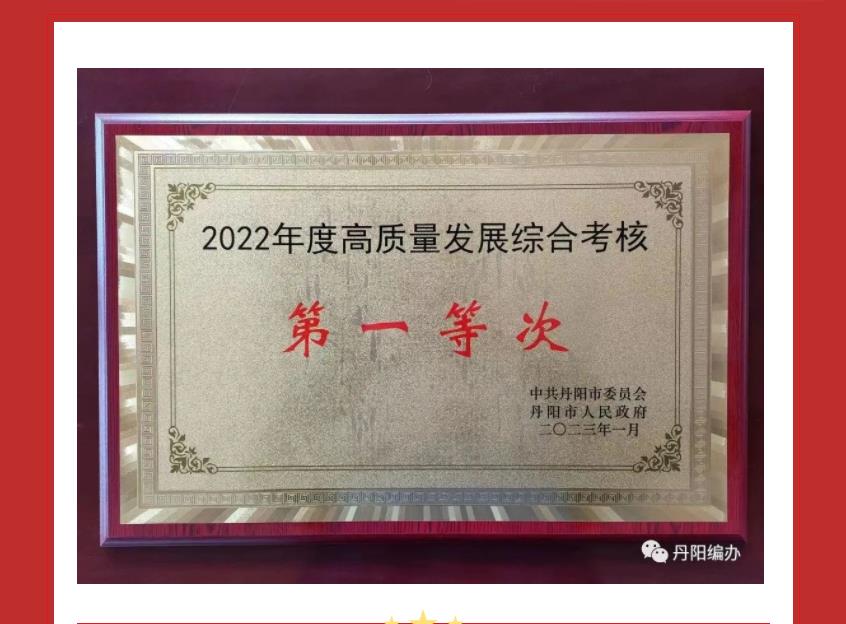 2022年度高质量发展综合考核
第一等次
中共丹阳市委员会
丹阳市人民政府
二〇二三年一月
丹阳编办